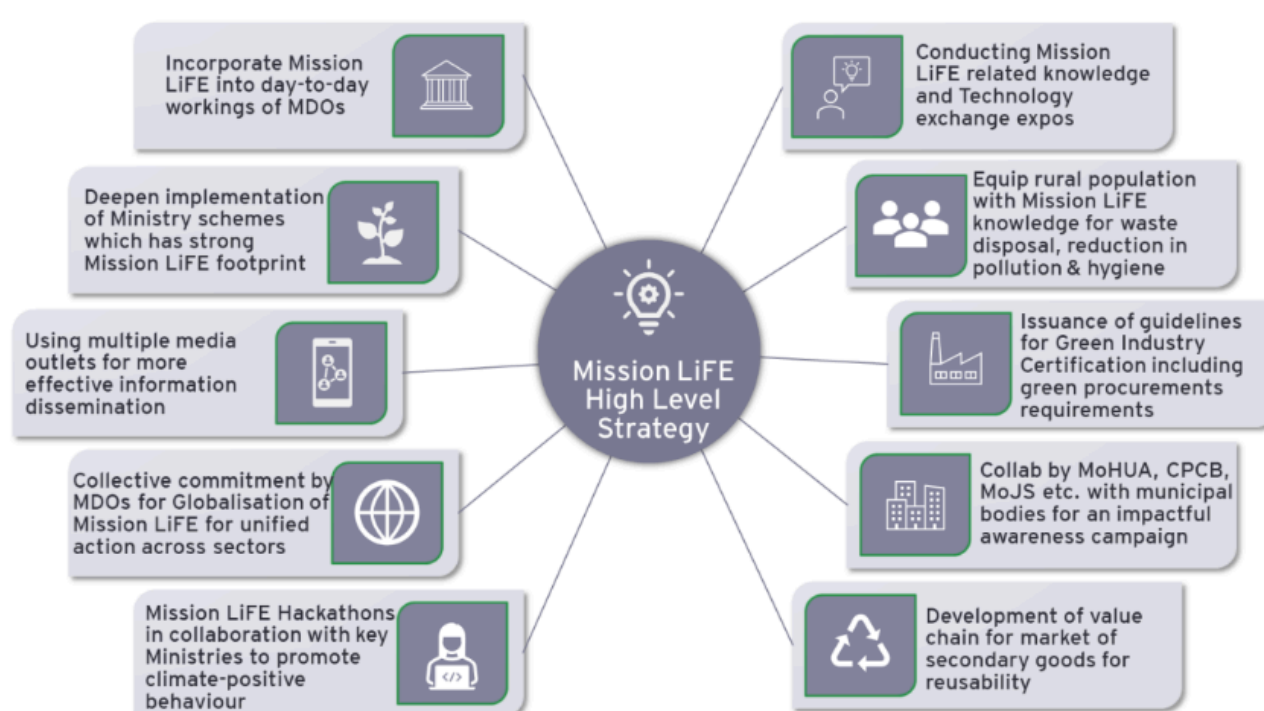 Incorporate Mission
LiFE into day-to-day
workings of MDOs
Deepen implementation
of Ministry schemes
which has strong
Mission LiFE footprint
Using multiple media
outlets for more
effective information
dissemination
Collective commitment by
MDOs for Globalisation of
Mission LiFE for unified
action across sectors
Mission LiFE Hackathons
in collaboration with key
Ministries to promote
climate-positive
behaviour
</>
Mission LiFE
High Level
Strategy
Conducting Mission
LiFE related knowledge
and Technology
exchange expos
Equip rural population
with Mission LiFE
knowledge for waste
disposal, reduction in
pollution & hygiene
Issuance of guidelines
for Green Industry
Certification including
green procurements
requirements
Collab by MoHUA, CPCB,
MoJS etc. with municipal
bodies for an impactful
awareness campaign
Development of value
chain for market of
secondary goods for
reusability